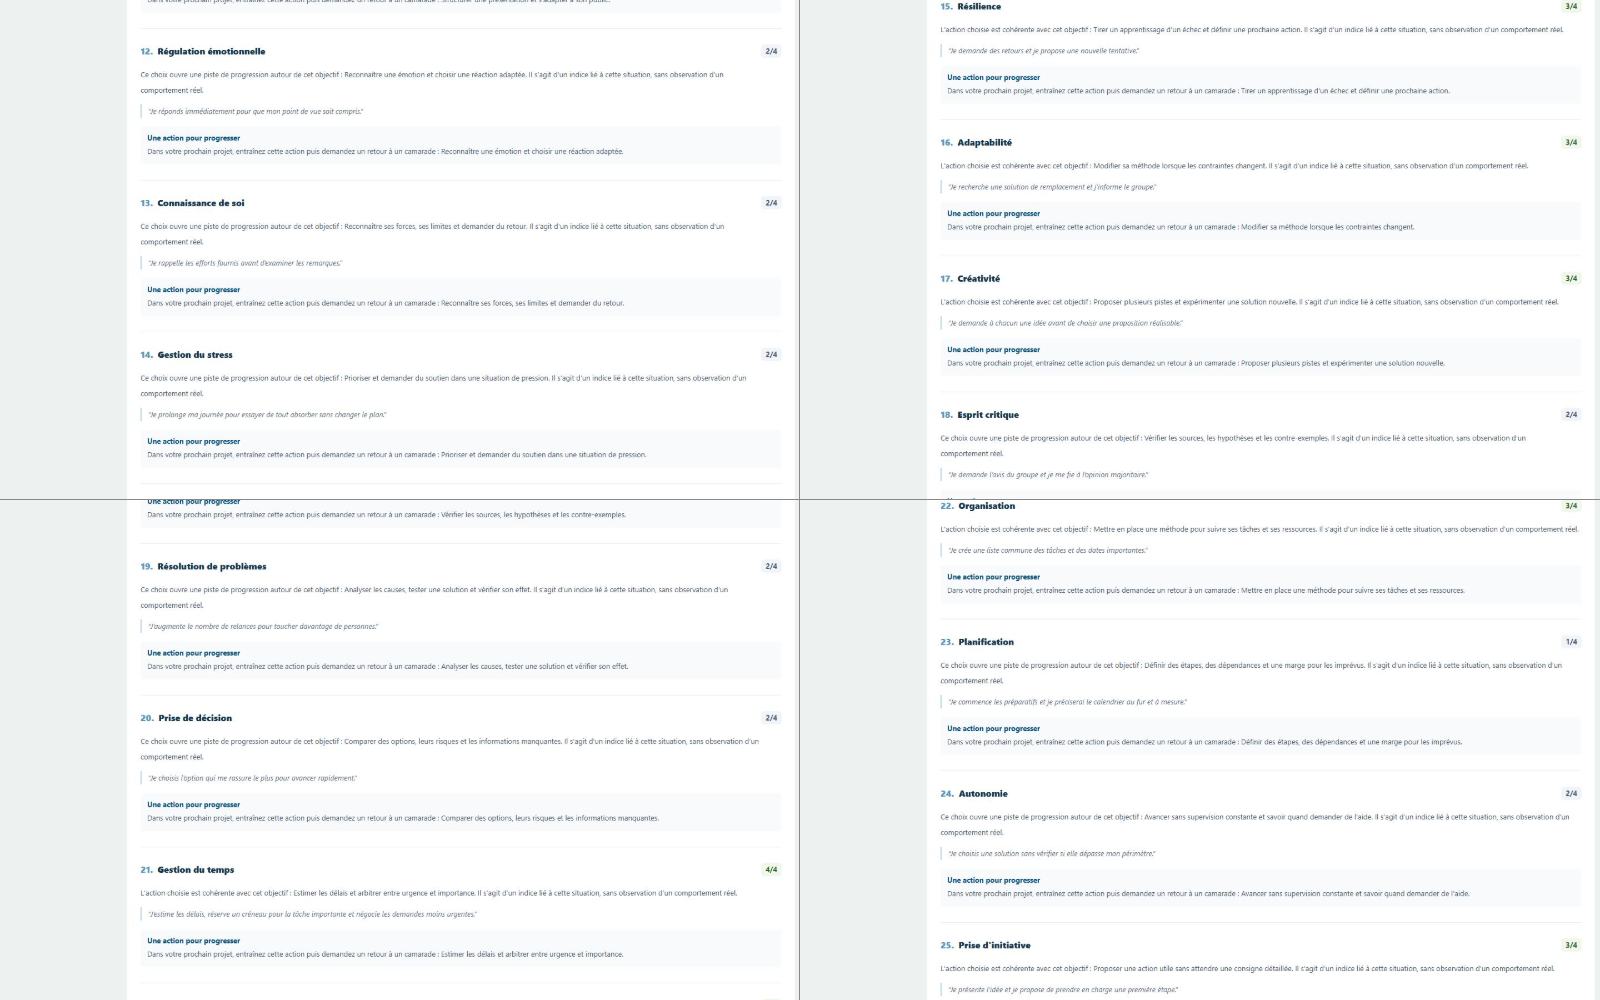 12. Régulation émotionnelle
2/4
Ce choix ouvre une piste de progression autour de cet objectif : Reconnaître une émotion et choisir une réaction adaptée. Il s'agit d'un indice lié à cette situation, sans observation d'un
comportement réel.
"Je réponds immédiatement pour que mon point de vue soit compris."
Une action pour progresser
Dans votre prochain projet, entraînez cette action puis demandez un retour à un camarade : Reconnaître une émotion et choisir une réaction adaptée.
13. Connaissance de soi
2/4
Ce choix ouvre une piste de progression autour de cet objectif : Reconnaître ses forces, ses limites et demander du retour. Il s'agit d'un indice lié à cette situation, sans observation d'un
comportement réel.
"Je rappelle les efforts fournis avant d'examiner les remarques."
Une action pour progresser
Dans votre prochain projet, entraînez cette action puis demandez un retour à un camarade : Reconnaître ses forces, ses limites et demander du retour.
14. Gestion du stress
2/4
Ce choix ouvre une piste de progression autour de cet objectif : Prioriser et demander du soutien dans une situation de pression. Il s'agit d'un indice lié à cette situation, sans observation d'un
comportement réel.
"Je prolonge ma journée pour essayer de tout absorber sans changer le plan."
Une action pour progresser
Dans votre prochain projet, entraînez cette action puis demandez un retour à un camarade : Prioriser et demander du soutien dans une situation de pression.
15. Résilience
3/4
L'action choisie est cohérente avec cet objectif : Tirer un apprentissage d'un échec et définir une prochaine action. Il s'agit d'un indice lié à cette situation, sans observation d'un comportement réel.
"Je demande des retours et je propose une nouvelle tentative."
Une action pour progresser
Dans votre prochain projet, entraînez cette action puis demandez un retour à un camarade : Tirer un apprentissage d'un échec et définir une prochaine action.
16. Adaptabilité
3/4
L'action choisie est cohérente avec cet objectif : Modifier sa méthode lorsque les contraintes changent. Il s'agit d'un indice lié à cette situation, sans observation d'un comportement réel.
"Je recherche une solution de remplacement et j'informe le groupe."
Une action pour progresser
Dans votre prochain projet, entraînez cette action puis demandez un retour à un camarade : Modifier sa méthode lorsque les contraintes changent.
17. Créativité
3/4
L'action choisie est cohérente avec cet objectif : Proposer plusieurs pistes et expérimenter une solution nouvelle. Il s'agit d'un indice lié à cette situation, sans observation d'un comportement réel.
"Je demande à chacun une idée avant de choisir une proposition réalisable."
Une action pour progresser
Dans votre prochain projet, entraînez cette action puis demandez un retour à un camarade : Proposer plusieurs pistes et expérimenter une solution nouvelle.
18. Esprit critique
2/4
Ce choix ouvre une piste de progression autour de cet objectif : Vérifier les sources, les hypothèses et les contre-exemples. Il s'agit d'un indice lié à cette situation, sans observation d'un
comportement réel.
"Je demande l'avis du groupe et je me fie à l'opinion majoritaire."
Une action pour progresser
Dans votre prochain projet, entraînez cette action puis demandez un retour à un camarade : Vérifier les sources, les hypothèses et les contre-exemples.
19. Résolution de problèmes
2/4
Ce choix ouvre une piste de progression autour de cet objectif : Analyser les causes, tester une solution et vérifier son effet. Il s'agit d'un indice lié à cette situation, sans observation d'un
comportement réel.
"J'augmente le nombre de relances pour toucher davantage de personnes."
Une action pour progresser
Dans votre prochain projet, entraînez cette action puis demandez un retour à un camarade : Analyser les causes, tester une solution et vérifier son effet.
20. Prise de décision
2/4
Ce choix ouvre une piste de progression autour de cet objectif : Comparer des options, leurs risques et les informations manquantes. Il s'agit d'un indice lié à cette situation, sans observation d'un
comportement réel.
"Je choisis l'option qui me rassure le plus pour avancer rapidement."
Une action pour progresser
Dans votre prochain projet, entraînez cette action puis demandez un retour à un camarade : Comparer des options, leurs risques et les informations manquantes.
21. Gestion du temps
4/4
L'action choisie est cohérente avec cet objectif : Estimer les délais et arbitrer entre urgence et importance. Il s'agit d'un indice lié à cette situation, sans observation d'un comportement réel.
"J'estime les délais, réserve un créneau pour la tâche importante et négocie les demandes moins urgentes."
Une action pour progresser
Dans votre prochain projet, entraînez cette action puis demandez un retour à un camarade : Estimer les délais et arbitrer entre urgence et importance.
22. Organisation
3/4
L'action choisie est cohérente avec cet objectif : Mettre en place une méthode pour suivre ses tâches et ses ressources. Il s'agit d'un indice lié à cette situation, sans observation d'un comportement réel.
"Je crée une liste commune des tâches et des dates importantes."
Une action pour progresser
Dans votre prochain projet, entraînez cette action puis demandez un retour à un camarade : Mettre en place une méthode pour suivre ses tâches et ses ressources.
23. Planification
1/4
Ce choix ouvre une piste de progression autour de cet objectif : Définir des étapes, des dépendances et une marge pour les imprévus. Il s'agit d'un indice lié à cette situation, sans observation d'un
comportement réel.
"Je commence les préparatifs et je préciserai le calendrier au fur et à mesure."
Une action pour progresser
Dans votre prochain projet, entraînez cette action puis demandez un retour à un camarade : Définir des étapes, des dépendances et une marge pour les imprévus.
24. Autonomie
2/4
Ce choix ouvre une piste de progression autour de cet objectif : Avancer sans supervision constante et savoir quand demander de l'aide. Il s'agit d'un indice lié à cette situation, sans observation d'un
comportement réel.
"Je choisis une solution sans vérifier si elle dépasse mon périmètre."
Une action pour progresser
Dans votre prochain projet, entraînez cette action puis demandez un retour à un camarade : Avancer sans supervision constante et savoir quand demander de l'aide.
25. Prise d'initiative
3/4
L'action choisie est cohérente avec cet objectif : Proposer une action utile sans attendre une consigne détaillée. Il s'agit d'un indice lié à cette situation, sans observation d'un comportement réel.
"Je présente l'idée et je propose de prendre en charge une première étape."